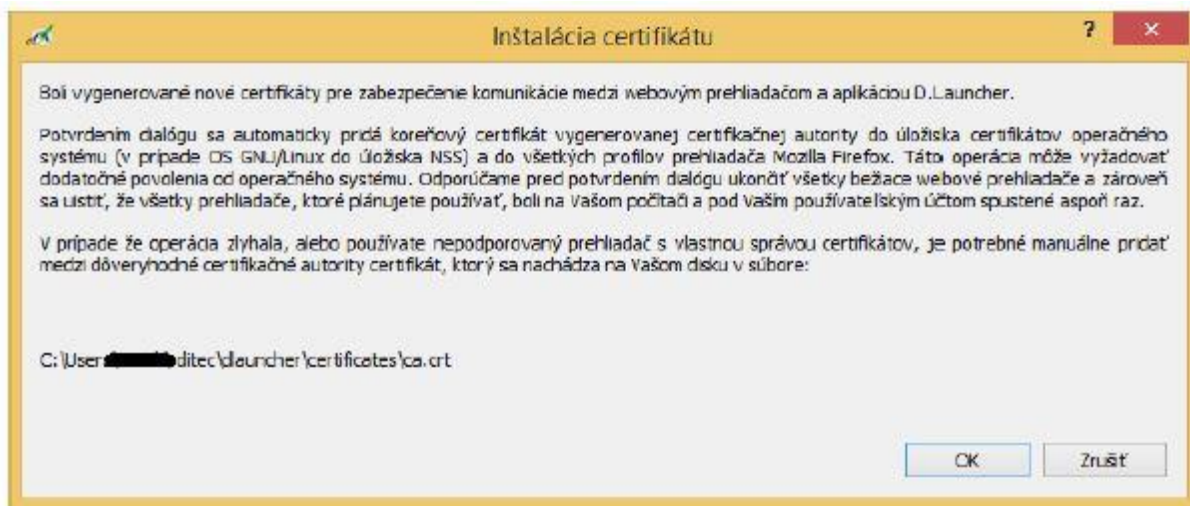 Inštalácia certifikátu
Boli vygenerované nové certifikáty pre zabezpečenie komunikácie medzi webovým prehliadačom a aplikáciou D.Launcher.
Potvrdením dialógu sa automaticky pridá koreňový certifikát vygenerovanej certifikačnej autority do úložiska certifikátov operačného
systému (v prípade OS GNU/Linux do úložiska NSS) a do všetkých profilov prehliadača Mozilla Firefox. Táto operácia môže vyžadovať
dodatočné povolenia od operačného systému. Odporúčame pred potvrdením dialógu ukončiť všetky bežiace webové prehliadače a zároveň
sa uistiť, že všetky prehliadače, ktoré plánujete používať, boli na Vašom počítači a pod Vaším používateľským účtom spustené aspoň raz.
V prípade že operácia zlyhala, alebo používate nepodporovaný prehliadač s vlastnou správou certifikátov, je potrebné manuálne pridať
medzi dôveryhodné certifikačné autority certifikát, ktorý sa nachádza na Vašom disku v súbore:
C:\Users ditec\dlauncher\certificates\ca.crt
OK Zrušiť